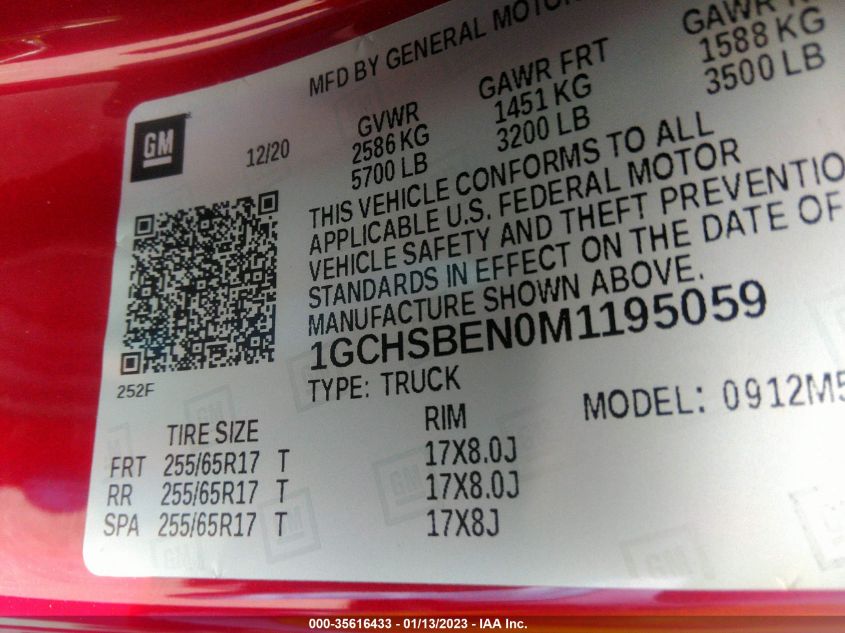 MFD BY GENERAL MOTOR
GM
12/20
GVWR GAWR FRT GAWR
2586 KG 1451 KG 1588 KG
5700 LB 3200 LB 3500 LB
THIS VEHICLE CONFORMS TO ALL
APPLICABLE U.S. FEDERAL MOTOR
VEHICLE SAFETY AND THEFT PREVENTIO
STANDARDS IN EFFECT ON THE DATE OF
MANUFACTURE SHOWN ABOVE.
1GCHSBEN0M1195059
252F
TYPE: TRUCK
MODEL: 0912M5
TIRE SIZE RIM
FRT 255/65R17 T 17X8.0J
RR 255/65R17 T 17X8.0J
SPA 255/65R17 T 17X8J
000-35616433 - 01/13/2023 - IAA Inc.